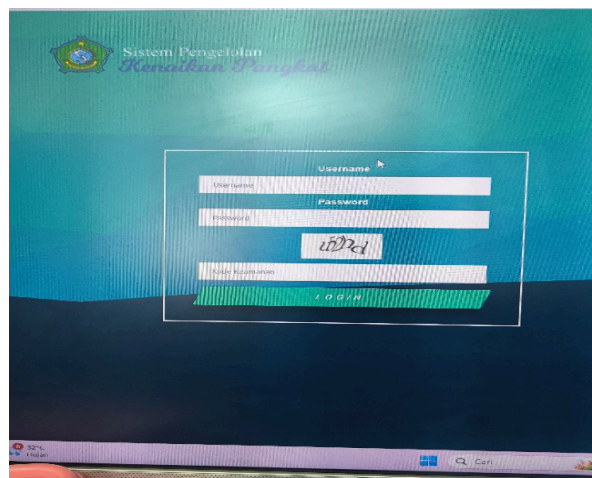 Sistem Pengelolan
Kenaikan Pangkat
Username
Username
Password
Password
Kode Keamanan
LOGIN
32°C
Hujan
Cari